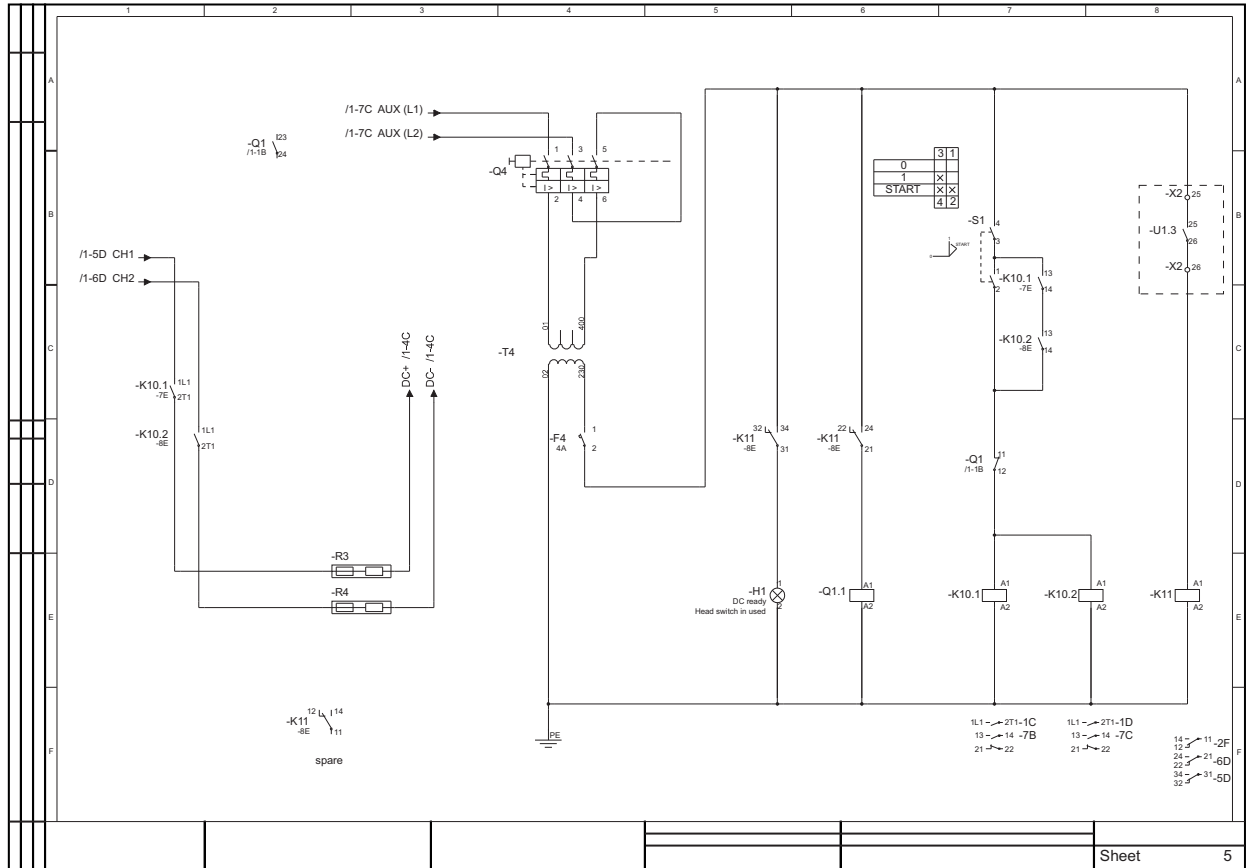 1 2 3 4 5 6 7 8
A A
/1-7C AUX (L1)
/1-7C AUX (L2)
-Q1
/1-1B
23
24
1 3 5
-Q4
I> I> I>
2 4 6
3 1
0
1 ×
START × ×
4 2
B B
-S1
4
3
1
START
0
1
2
-X2 25
25
-U1.3
26
-X2 26
/1-5D CH1
/1-6D CH2
-K10.1
-7E
13
14
-K10.2
-8E
13
14
C C
01 400
-T4
02 230
DC+ /1-4C
DC- /1-4C
-K10.1
-7E
1L1
2T1
-K10.2
-8E
1L1
2T1
-F4
4A
1
2
32 34
-K11
-8E
31
22 24
-K11
-8E
21
-Q1
/1-1B
11
12
D D
-R3
-R4
-H1
DC ready
Head switch in used
1
2
-Q1.1
A1
A2
-K10.1
A1
A2
-K10.2
A1
A2
-K11
A1
A2
E E
12 14
-K11
-8E
11
spare
PE
1L1 2T1 -1C
13 14 -7B
21 22
1L1 2T1 -1D
13 14 -7C
21 22
14 11 -2F
12
24 21 -6D
22
34 31 -5D
32
F F
Sheet 5